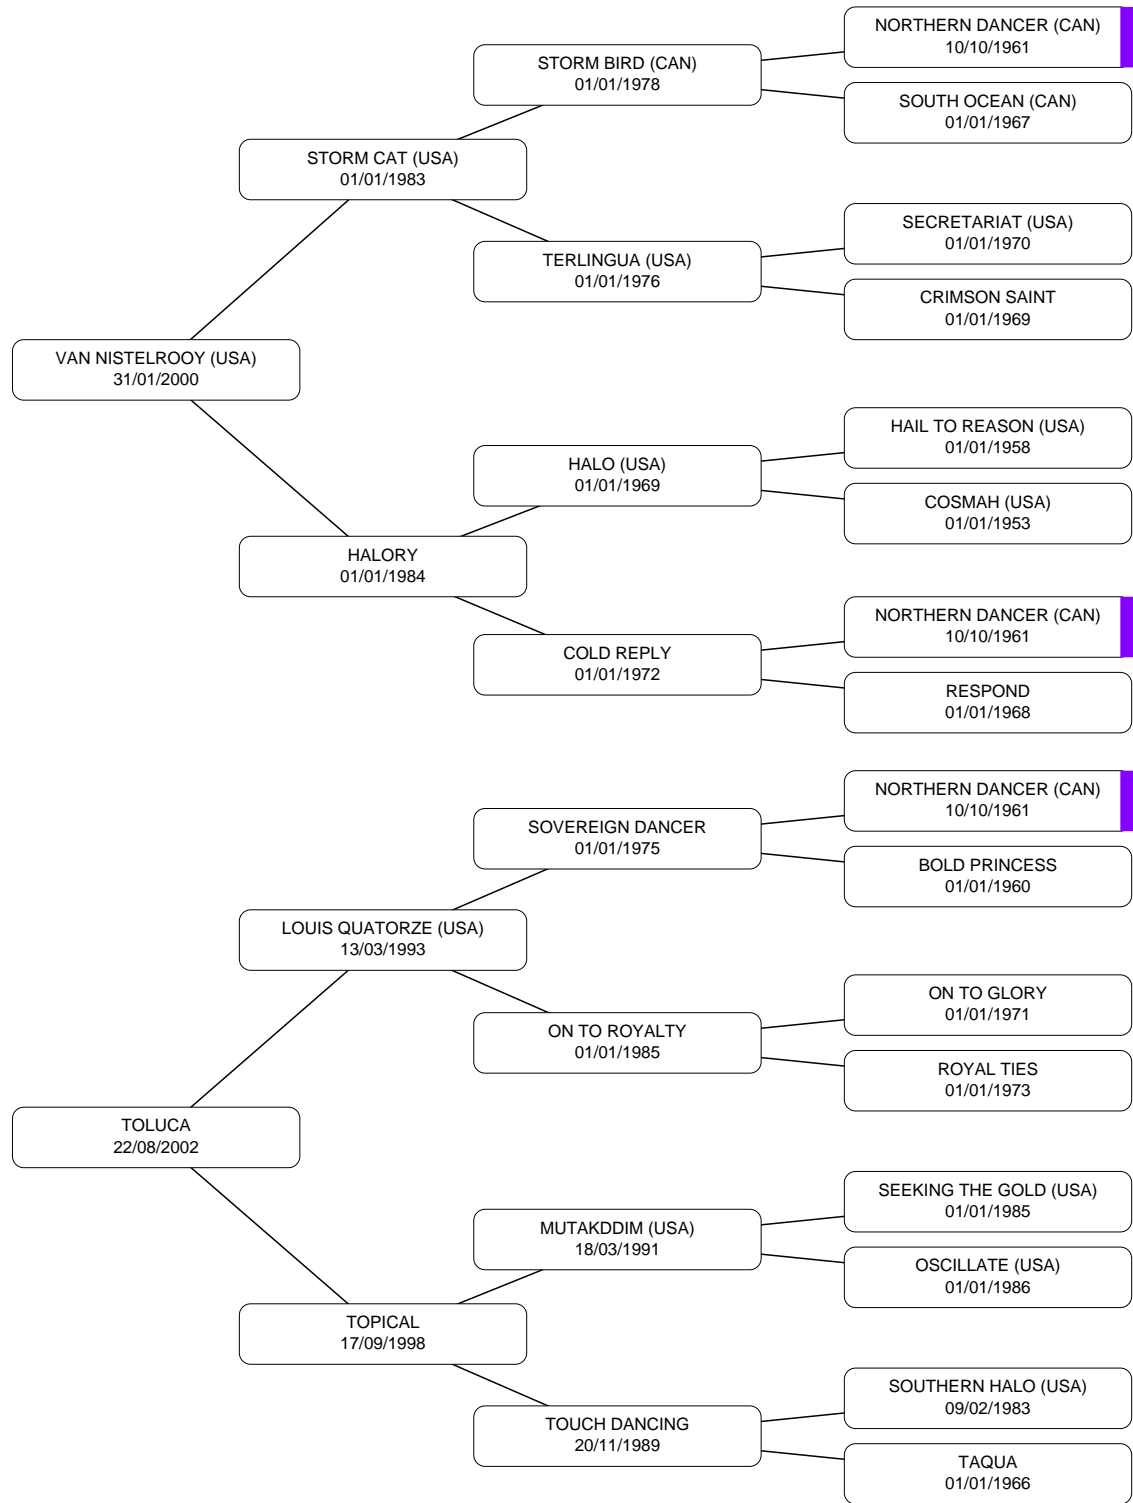 NORTHERN DANCER (CAN)
10/10/1961
STORM BIRD (CAN)
01/01/1978
SOUTH OCEAN (CAN)
01/01/1967
STORM CAT (USA)
01/01/1983
SECRETARIAT (USA)
01/01/1970
TERLINGUA (USA)
01/01/1976
CRIMSON SAINT
01/01/1969
VAN NISTELROOY (USA)
31/01/2000
HAIL TO REASON (USA)
01/01/1958
HALO (USA)
01/01/1969
COSMAH (USA)
01/01/1953
HALORY
01/01/1984
NORTHERN DANCER (CAN)
10/10/1961
COLD REPLY
01/01/1972
RESPOND
01/01/1968
NORTHERN DANCER (CAN)
10/10/1961
SOVEREIGN DANCER
01/01/1975
BOLD PRINCESS
01/01/1960
LOUIS QUATORZE (USA)
13/03/1993
ON TO GLORY
01/01/1971
ON TO ROYALTY
01/01/1985
ROYAL TIES
01/01/1973
TOLUCA
22/08/2002
SEEKING THE GOLD (USA)
01/01/1985
MUTAKDDIM (USA)
18/03/1991
OSCILLATE (USA)
01/01/1986
TOPICAL
17/09/1998
SOUTHERN HALO (USA)
09/02/1983
TOUCH DANCING
20/11/1989
TAQUA
01/01/1966